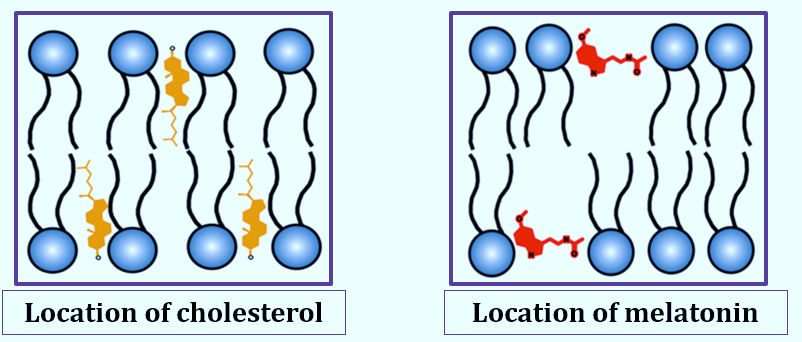 Location of cholesterol
Location of melatonin